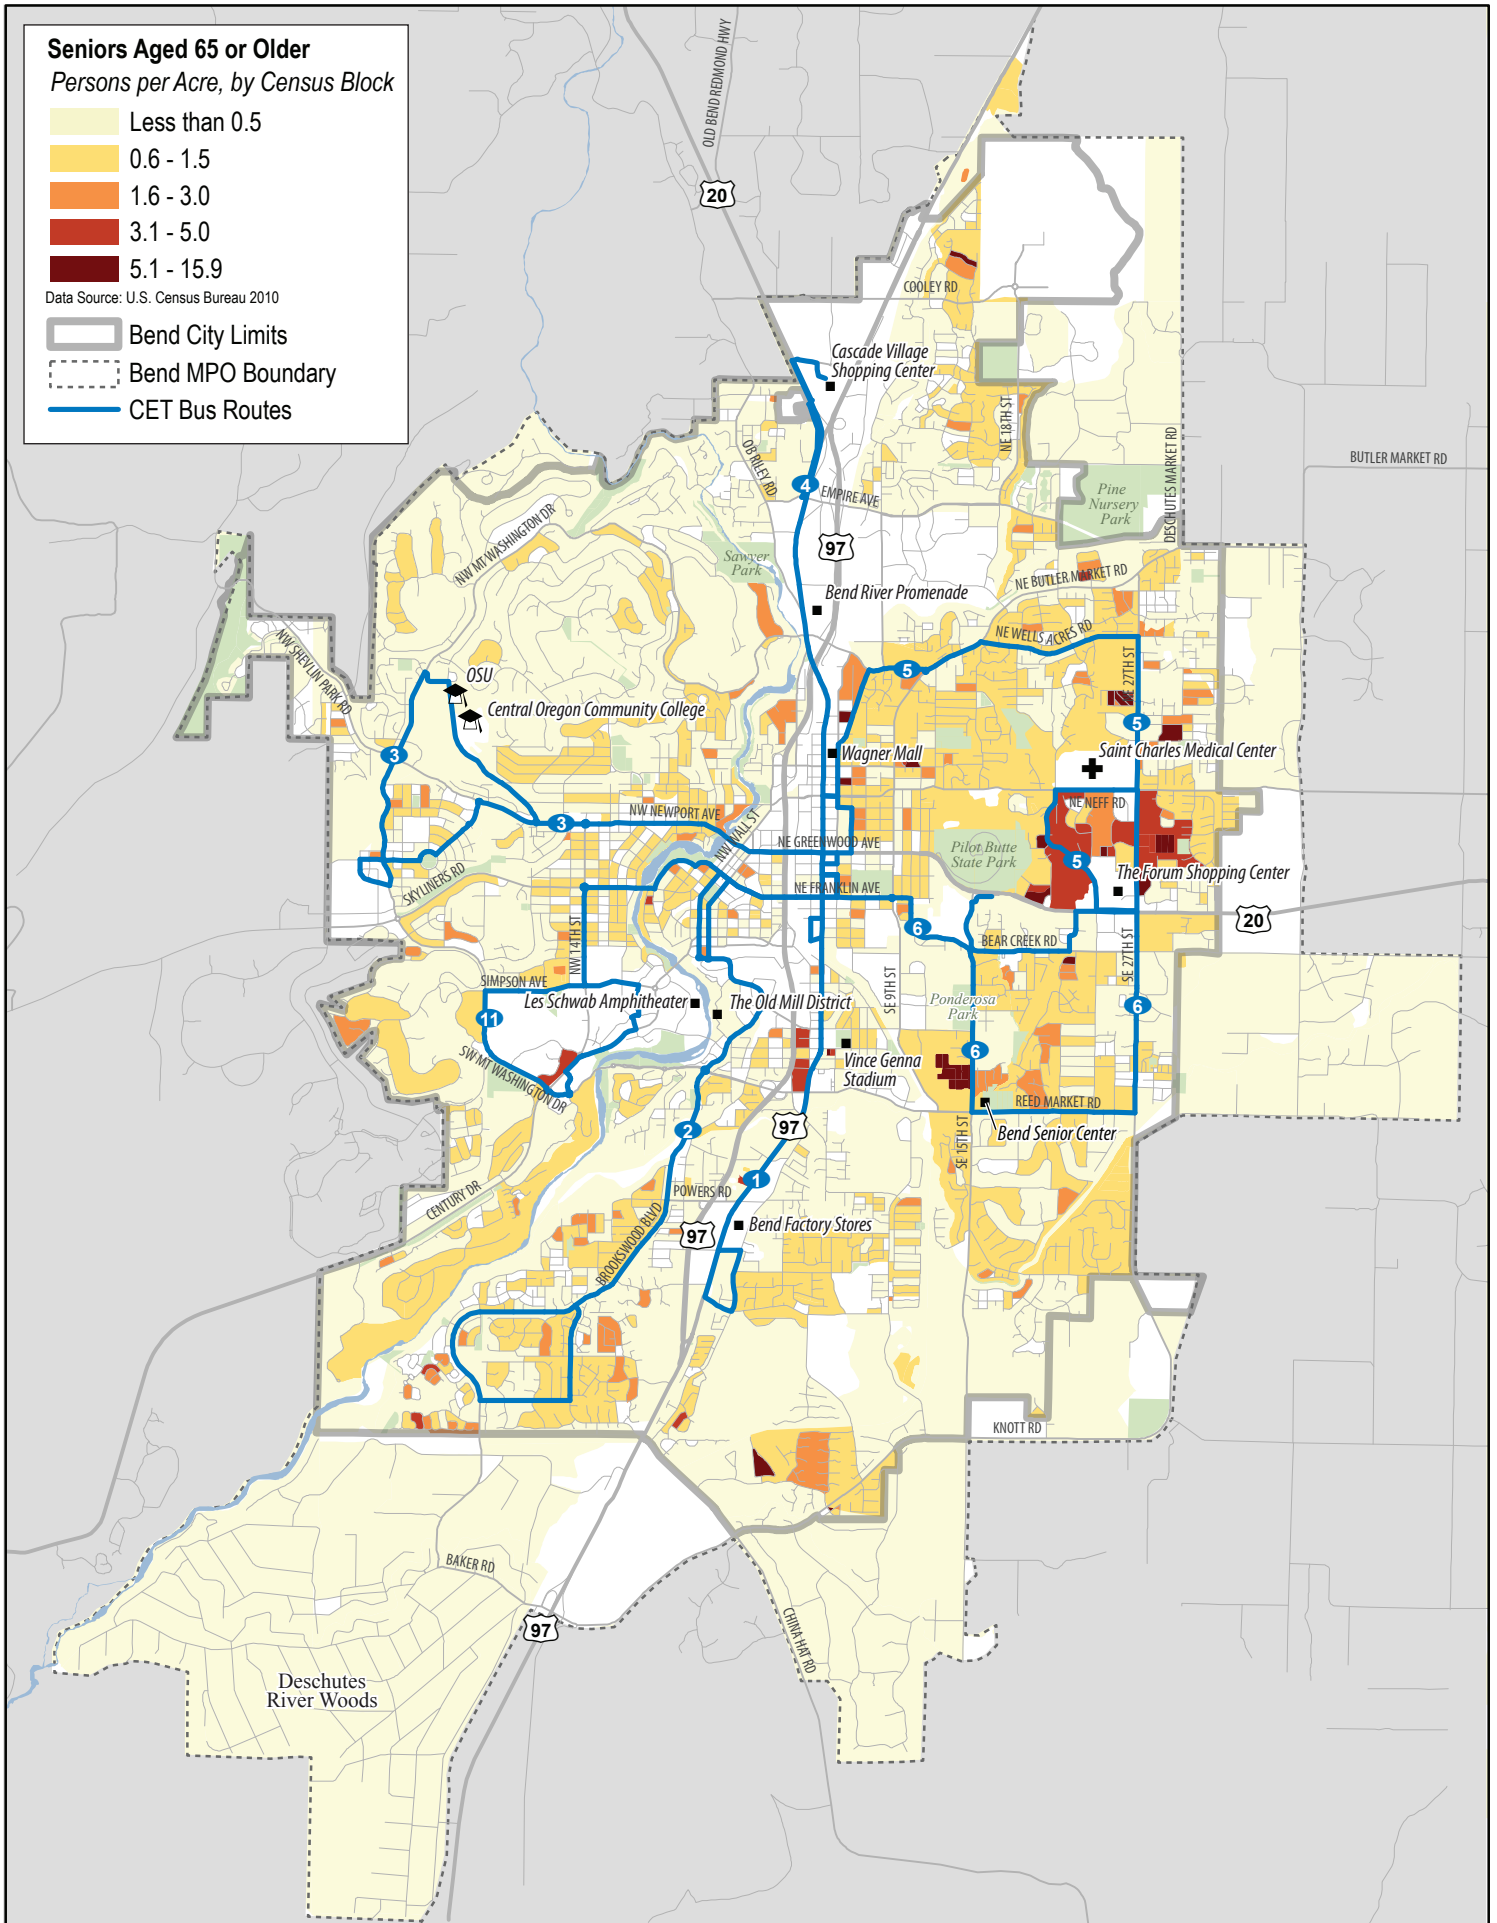 Seniors Aged 65 or Older
Persons per Acre, by Census Block
Less than 0.5
0.6 - 1.5
1.6 - 3.0
3.1 - 5.0
5.1 - 15.9
Data Source: U.S. Census Bureau 2010
Bend City Limits
Bend MPO Boundary
CET Bus Routes
OLD BEND REDMOND HWY
20
COOLEY RD
Cascade Village
Shopping Center
NE 18TH ST
OB RILEY RD
DESCHUTES MARKET RD
BUTLER MARKET RD
4
EMPIRE AVE
Pine
Nursery
Park
NW MT WASHINGTON DR
97
Sawyer
Park
NE BUTLER MARKET RD
Bend River Promenade
NW SHEVLIN PARK RD
NE WELLS ACRES RD
5
OSU
NE 27TH ST
Central Oregon Community College
5
3
Wagner Mall
Saint Charles Medical Center
NE NEFF RD
NW NEWPORT AVE
3
NW WALL ST
NE GREENWOOD AVE
Pilot Butte
State Park
5
The Forum Shopping Center
SKYLINERS RD
NE FRANKLIN AVE
20
6
NW 14TH ST
BEAR CREEK RD
SE 27TH ST
SIMPSON AVE
SE 9TH ST
Les Schwab Amphitheater
The Old Mill District
Ponderosa
Park
6
11
SW MT WASHINGTON DR
Vince Genna
Stadium
6
REED MARKET RD
2
97
Bend Senior Center
SE 15TH ST
CENTURY DR
POWERS RD
1
BROOKSWOOD BLVD
97
Bend Factory Stores
KNOTT RD
BAKER RD
97
CHINA HAT RD
Deschutes
River Woods